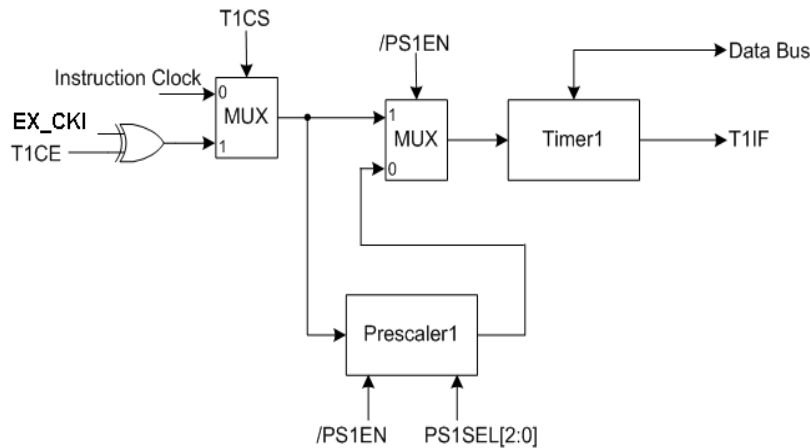 T1CS
/PS1EN
Data Bus
Instruction Clock
0
MUX
1
EX_CKI
T1CE
1
MUX
0
Timer1
T1IF
Prescaler1
/PS1EN
PS1SEL[2:0]